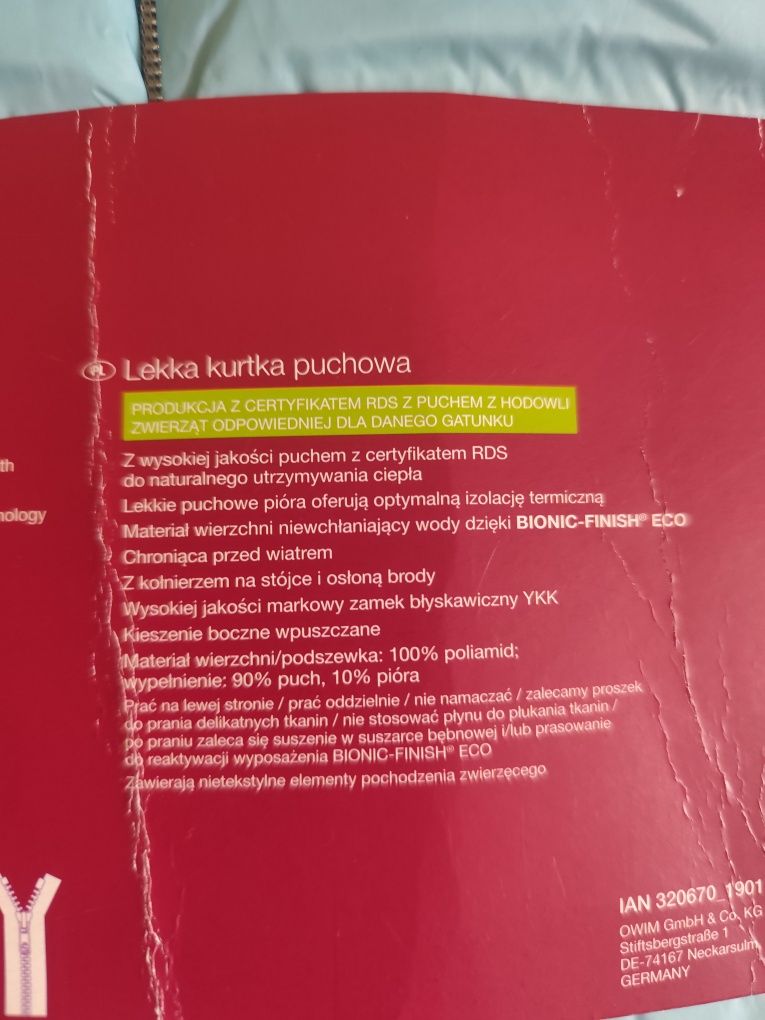 PL Lekka kurtka puchowa
PRODUKCJA Z CERTYFIKATEM RDS Z PUCHEM Z HODOWLI
ZWIERZĄT ODPOWIEDNIEJ DLA DANEGO GATUNKU
Z wysokiej jakości puchem z certyfikatem RDS
do naturalnego utrzymywania ciepła
Lekkie puchowe pióra oferują optymalną izolację termiczną
Materiał wierzchni niewchłaniający wody dzięki BIONIC-FINISH® ECO
Chroniąca przed wiatrem
Z kołnierzem na stójce i osłoną brody
Wysokiej jakości markowy zamek błyskawiczny YKK
Kieszenie boczne wpuszczane
Materiał wierzchni/podszewka: 100% poliamid;
wypełnienie: 90% puch, 10% pióra
Prać na lewej stronie / prać oddzielnie / nie namaczać / zalecamy proszek
do prania delikatnych tkanin / nie stosować płynu do płukania tkanin /
po praniu zaleca się suszenie w suszarce bębnowej i/lub prasowanie
do reaktywacji wyposażenia BIONIC-FINISH® ECO
Zawierają nietekstylne elementy pochodzenia zwierzęcego
th
nology
IAN 320670_1901
OWIM GmbH & Co. KG
Stiftsbergstraße 1
DE-74167 Neckarsulm
GERMANY